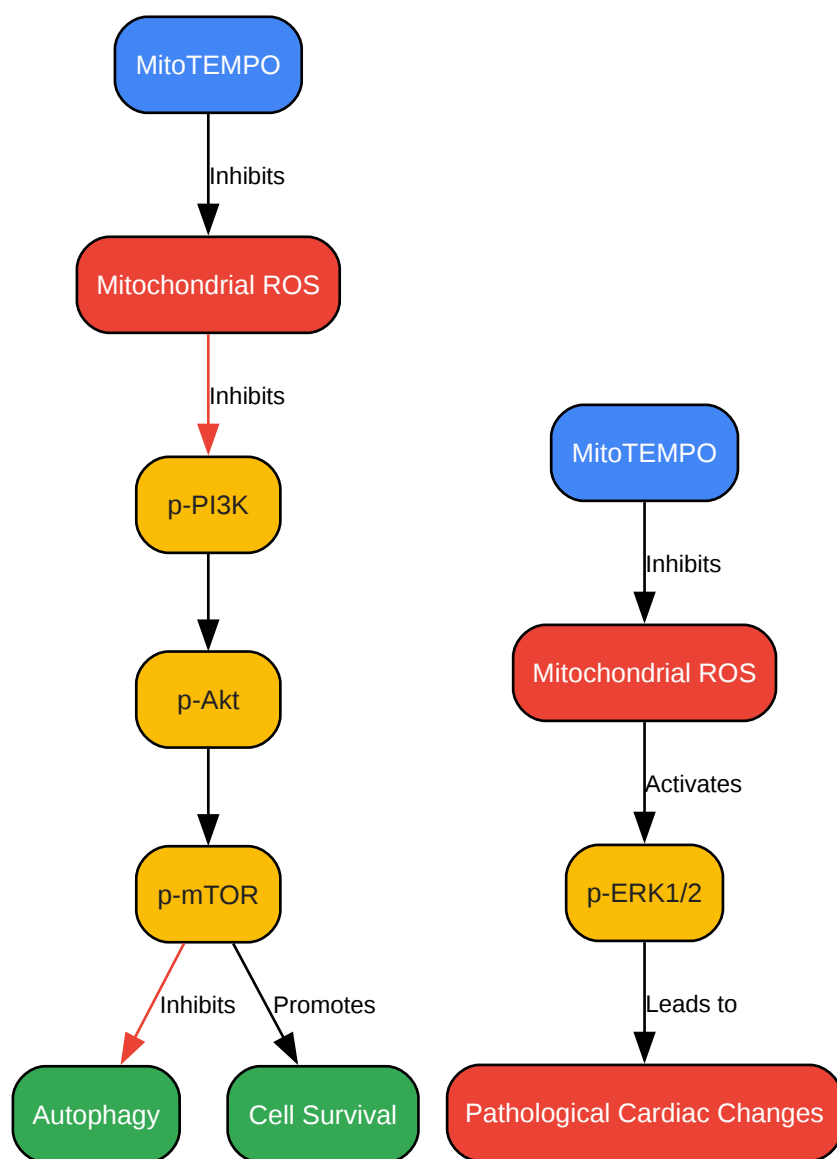 MitoTEMPO
Inhibits
Mitochondrial ROS
Inhibits
p-PI3K
p-Akt
p-mTOR
Inhibits
Promotes
Autophagy
Cell Survival
MitoTEMPO
Inhibits
Mitochondrial ROS
Activates
p-ERK1/2
Leads to
Pathological Cardiac Changes